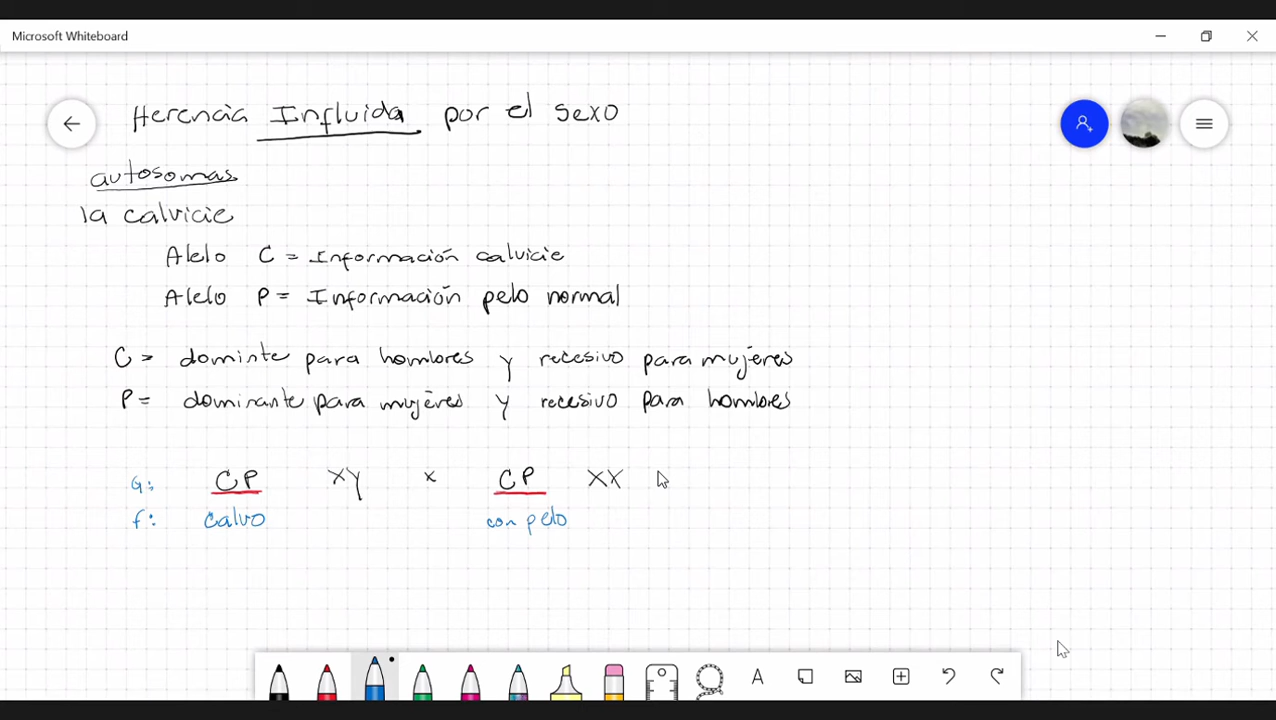 Microsoft Whiteboard
Herencia Influida por el sexo
autosomas
la calvicie
Alelo C = Información calvicie
Alelo P = Información pelo normal
C = dominte para hombres y recesivo para mujeres
P = dominante para mujeres y recesivo para hombres
G: CP XY x CP XX
f: calvo con pelo